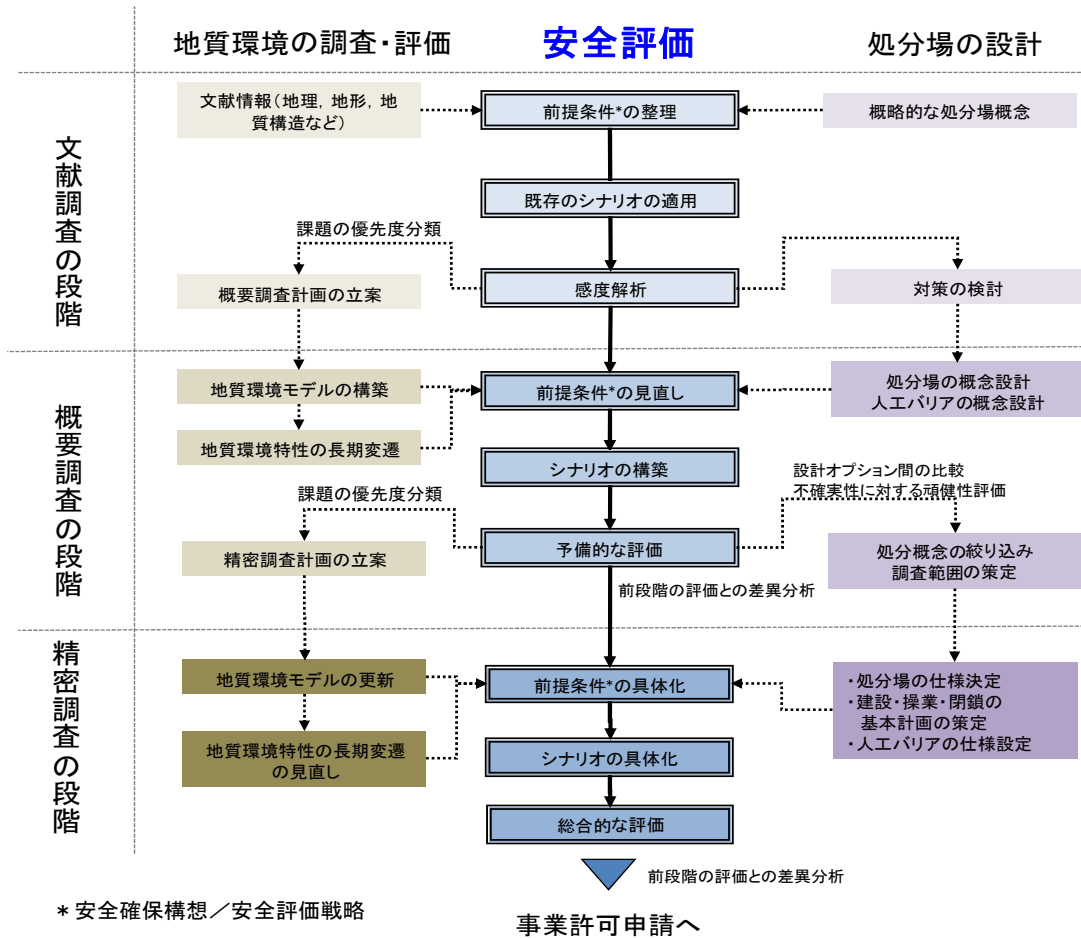 地質環境の調査・評価
安全評価
処分場の設計
文献調査の段階
文献情報(地理, 地形, 地
質構造など)
前提条件*の整理
概略的な処分場概念
既存のシナリオの適用
課題の優先度分類
概要調査計画の立案
感度解析
対策の検討
概要調査の段階
地質環境モデルの構築
前提条件*の見直し
処分場の概念設計
人工バリアの概念設計
地質環境特性の長期変遷
シナリオの構築
設計オプション間の比較
不確実性に対する頑健性評価
課題の優先度分類
精密調査計画の立案
予備的な評価
処分概念の絞り込み
調査範囲の策定
前段階の評価との差異分析
精密調査の段階
地質環境モデルの更新
前提条件*の具体化
・処分場の仕様決定
・建設・操業・閉鎖の
基本計画の策定
・人工バリアの仕様設定
地質環境特性の長期変遷
の見直し
シナリオの具体化
総合的な評価
前段階の評価との差異分析
*安全確保構想/安全評価戦略
事業許可申請へ